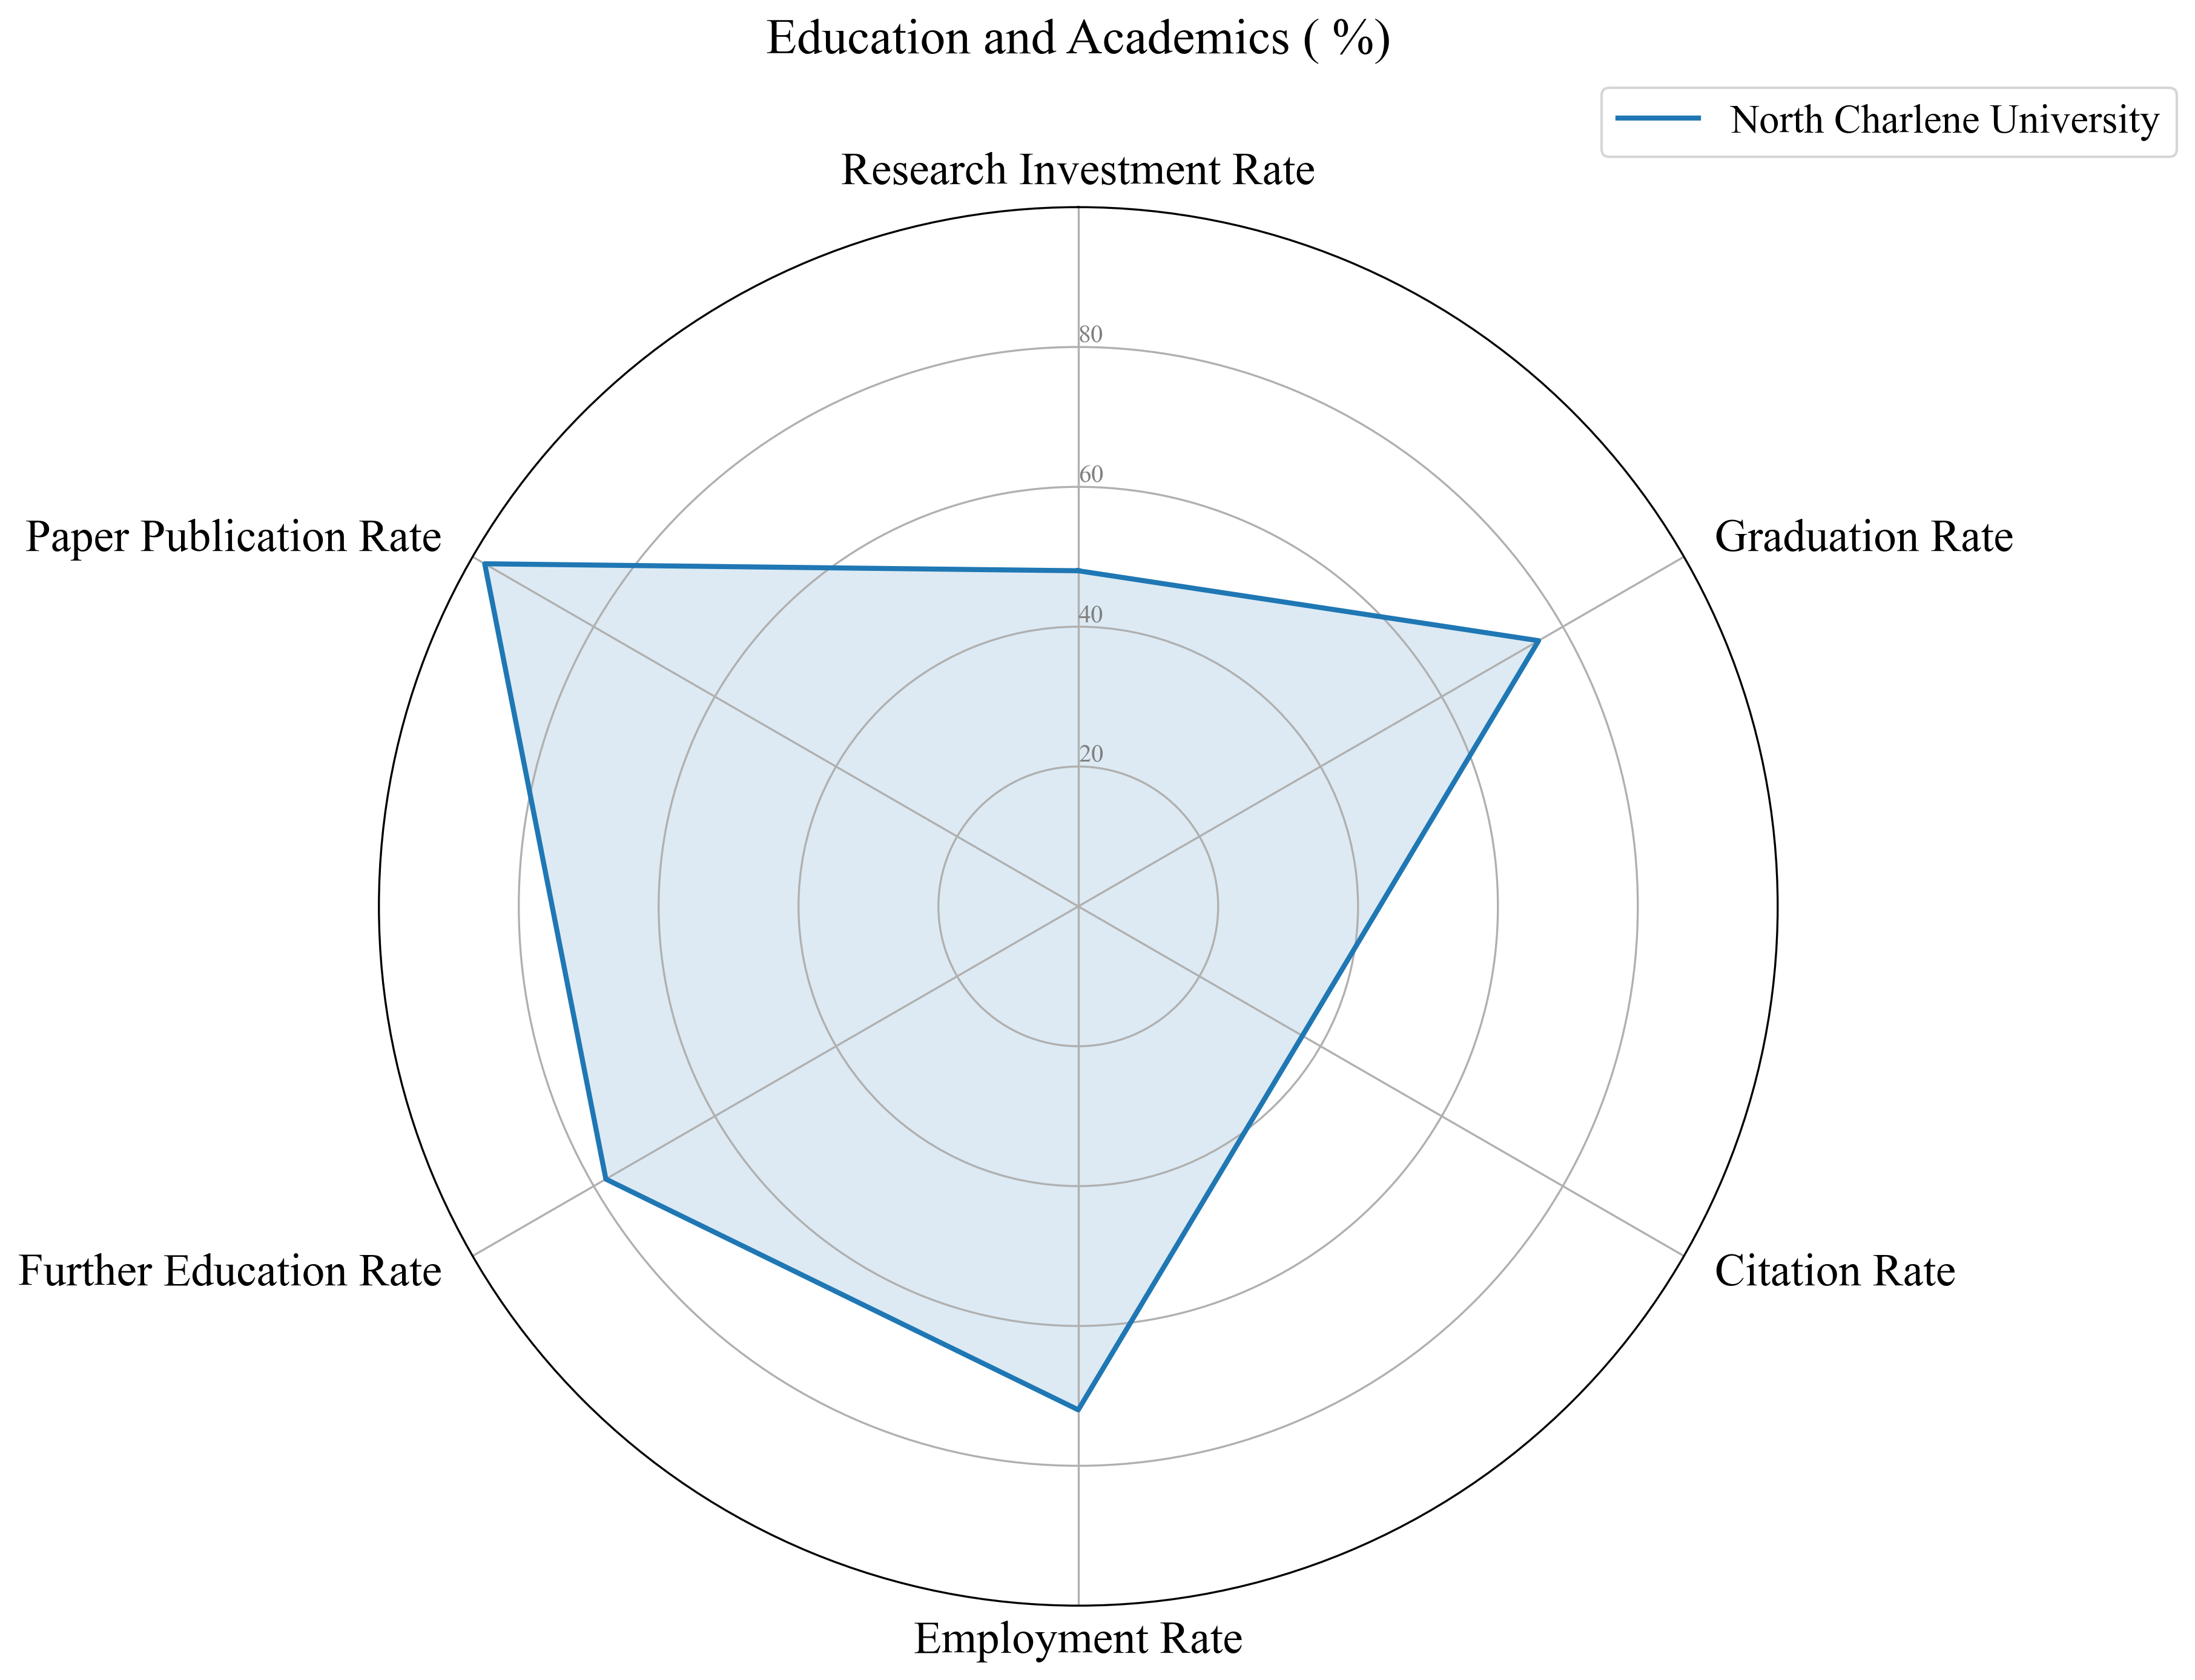 Education and Academics ( %)
North Charlene University
Research Investment Rate
80
60
Paper Publication Rate
Graduation Rate
40
20
Further Education Rate
Citation Rate
Employment Rate